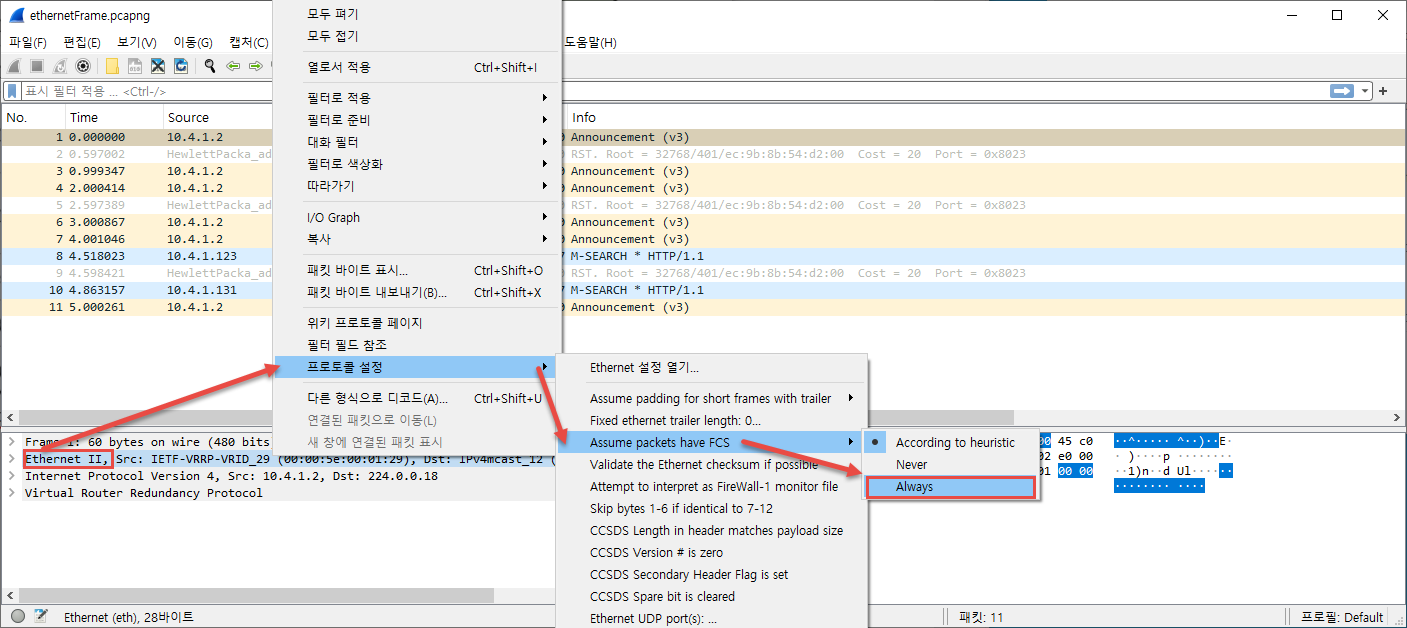 ethernetFrame.pcapng
파일(F) 편집(E) 보기(V) 이동(G) 캡처(C) 도움말(H)
표시 필터 적용 ... <Ctrl-/>
No. Time Source Info
1 0.000000 10.4.1.2 Announcement (v3)
2 0.597002 HewlettPacka_ad RST. Root = 32768/401/ec:9b:8b:54:d2:00 Cost = 20 Port = 0x8023
3 0.999347 10.4.1.2 Announcement (v3)
4 2.000414 10.4.1.2 Announcement (v3)
5 2.597389 HewlettPacka_ad RST. Root = 32768/401/ec:9b:8b:54:d2:00 Cost = 20 Port = 0x8023
6 3.000867 10.4.1.2 Announcement (v3)
7 4.001046 10.4.1.2 Announcement (v3)
8 4.518023 10.4.1.123 M-SEARCH * HTTP/1.1
9 4.598421 HewlettPacka_ad RST. Root = 32768/401/ec:9b:8b:54:d2:00 Cost = 20 Port = 0x8023
10 4.863157 10.4.1.131 M-SEARCH * HTTP/1.1
11 5.000261 10.4.1.2 Announcement (v3)
모두 펴기
모두 접기
열로서 적용 Ctrl+Shift+I
필터로 적용
필터로 준비
대화 필터
필터로 색상화
따라가기
I/O Graph
복사
패킷 바이트 표시... Ctrl+Shift+O
패킷 바이트 내보내기(B)... Ctrl+Shift+X
위키 프로토콜 페이지
필터 필드 참조
프로토콜 설정
다른 형식으로 디코드(A)... Ctrl+Shift+U
연결된 패킷으로 이동(L)
새 창에 연결된 패킷 표시
Ethernet 설정 열기...
Assume padding for short frames with trailer
Fixed ethernet trailer length: 0...
Assume packets have FCS
Validate the Ethernet checksum if possible
Attempt to interpret as FireWall-1 monitor file
Skip bytes 1-6 if identical to 7-12
CCSDS Length in header matches payload size
CCSDS Version # is zero
CCSDS Secondary Header Flag is set
CCSDS Spare bit is cleared
Ethernet UDP port(s): ...
According to heuristic
Never
Always
Frame 1: 60 bytes on wire (480 bits
Ethernet II, Src: IETF-VRRP-VRID_29 (00:00:5e:00:01:29), Dst: IPv4mcast_12 (
Internet Protocol Version 4, Src: 10.4.1.2, Dst: 224.0.0.18
Virtual Router Redundancy Protocol
00 45 c0 ··^····· ^··)··E·
02 e0 00
01 00 00
Ethernet (eth), 28바이트 패킷: 11 프로필: Default